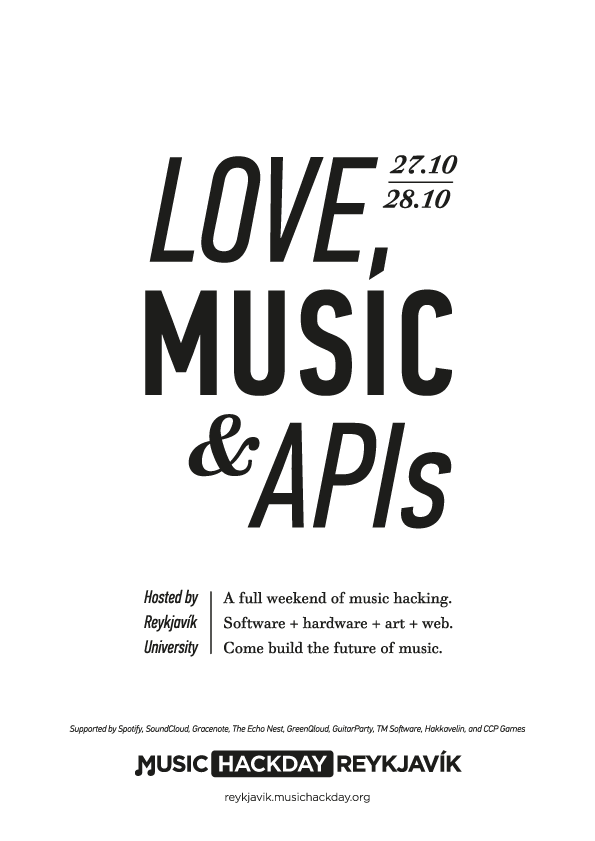 LOVE,
27.10
28.10
MUSÍC
& APIs
Hosted by
Reykjavík
University
A full weekend of music hacking.
Software + hardware + art + web.
Come build the future of music.
Supported by Spotify, SoundCloud, Gracenote, The Echo Nest, GreenQloud, GuitarParty, TM Software, Hakkavelin, and CCP Games
MUSIC HACKDAY REYKJAVÍK
reykjavik.musichackday.org